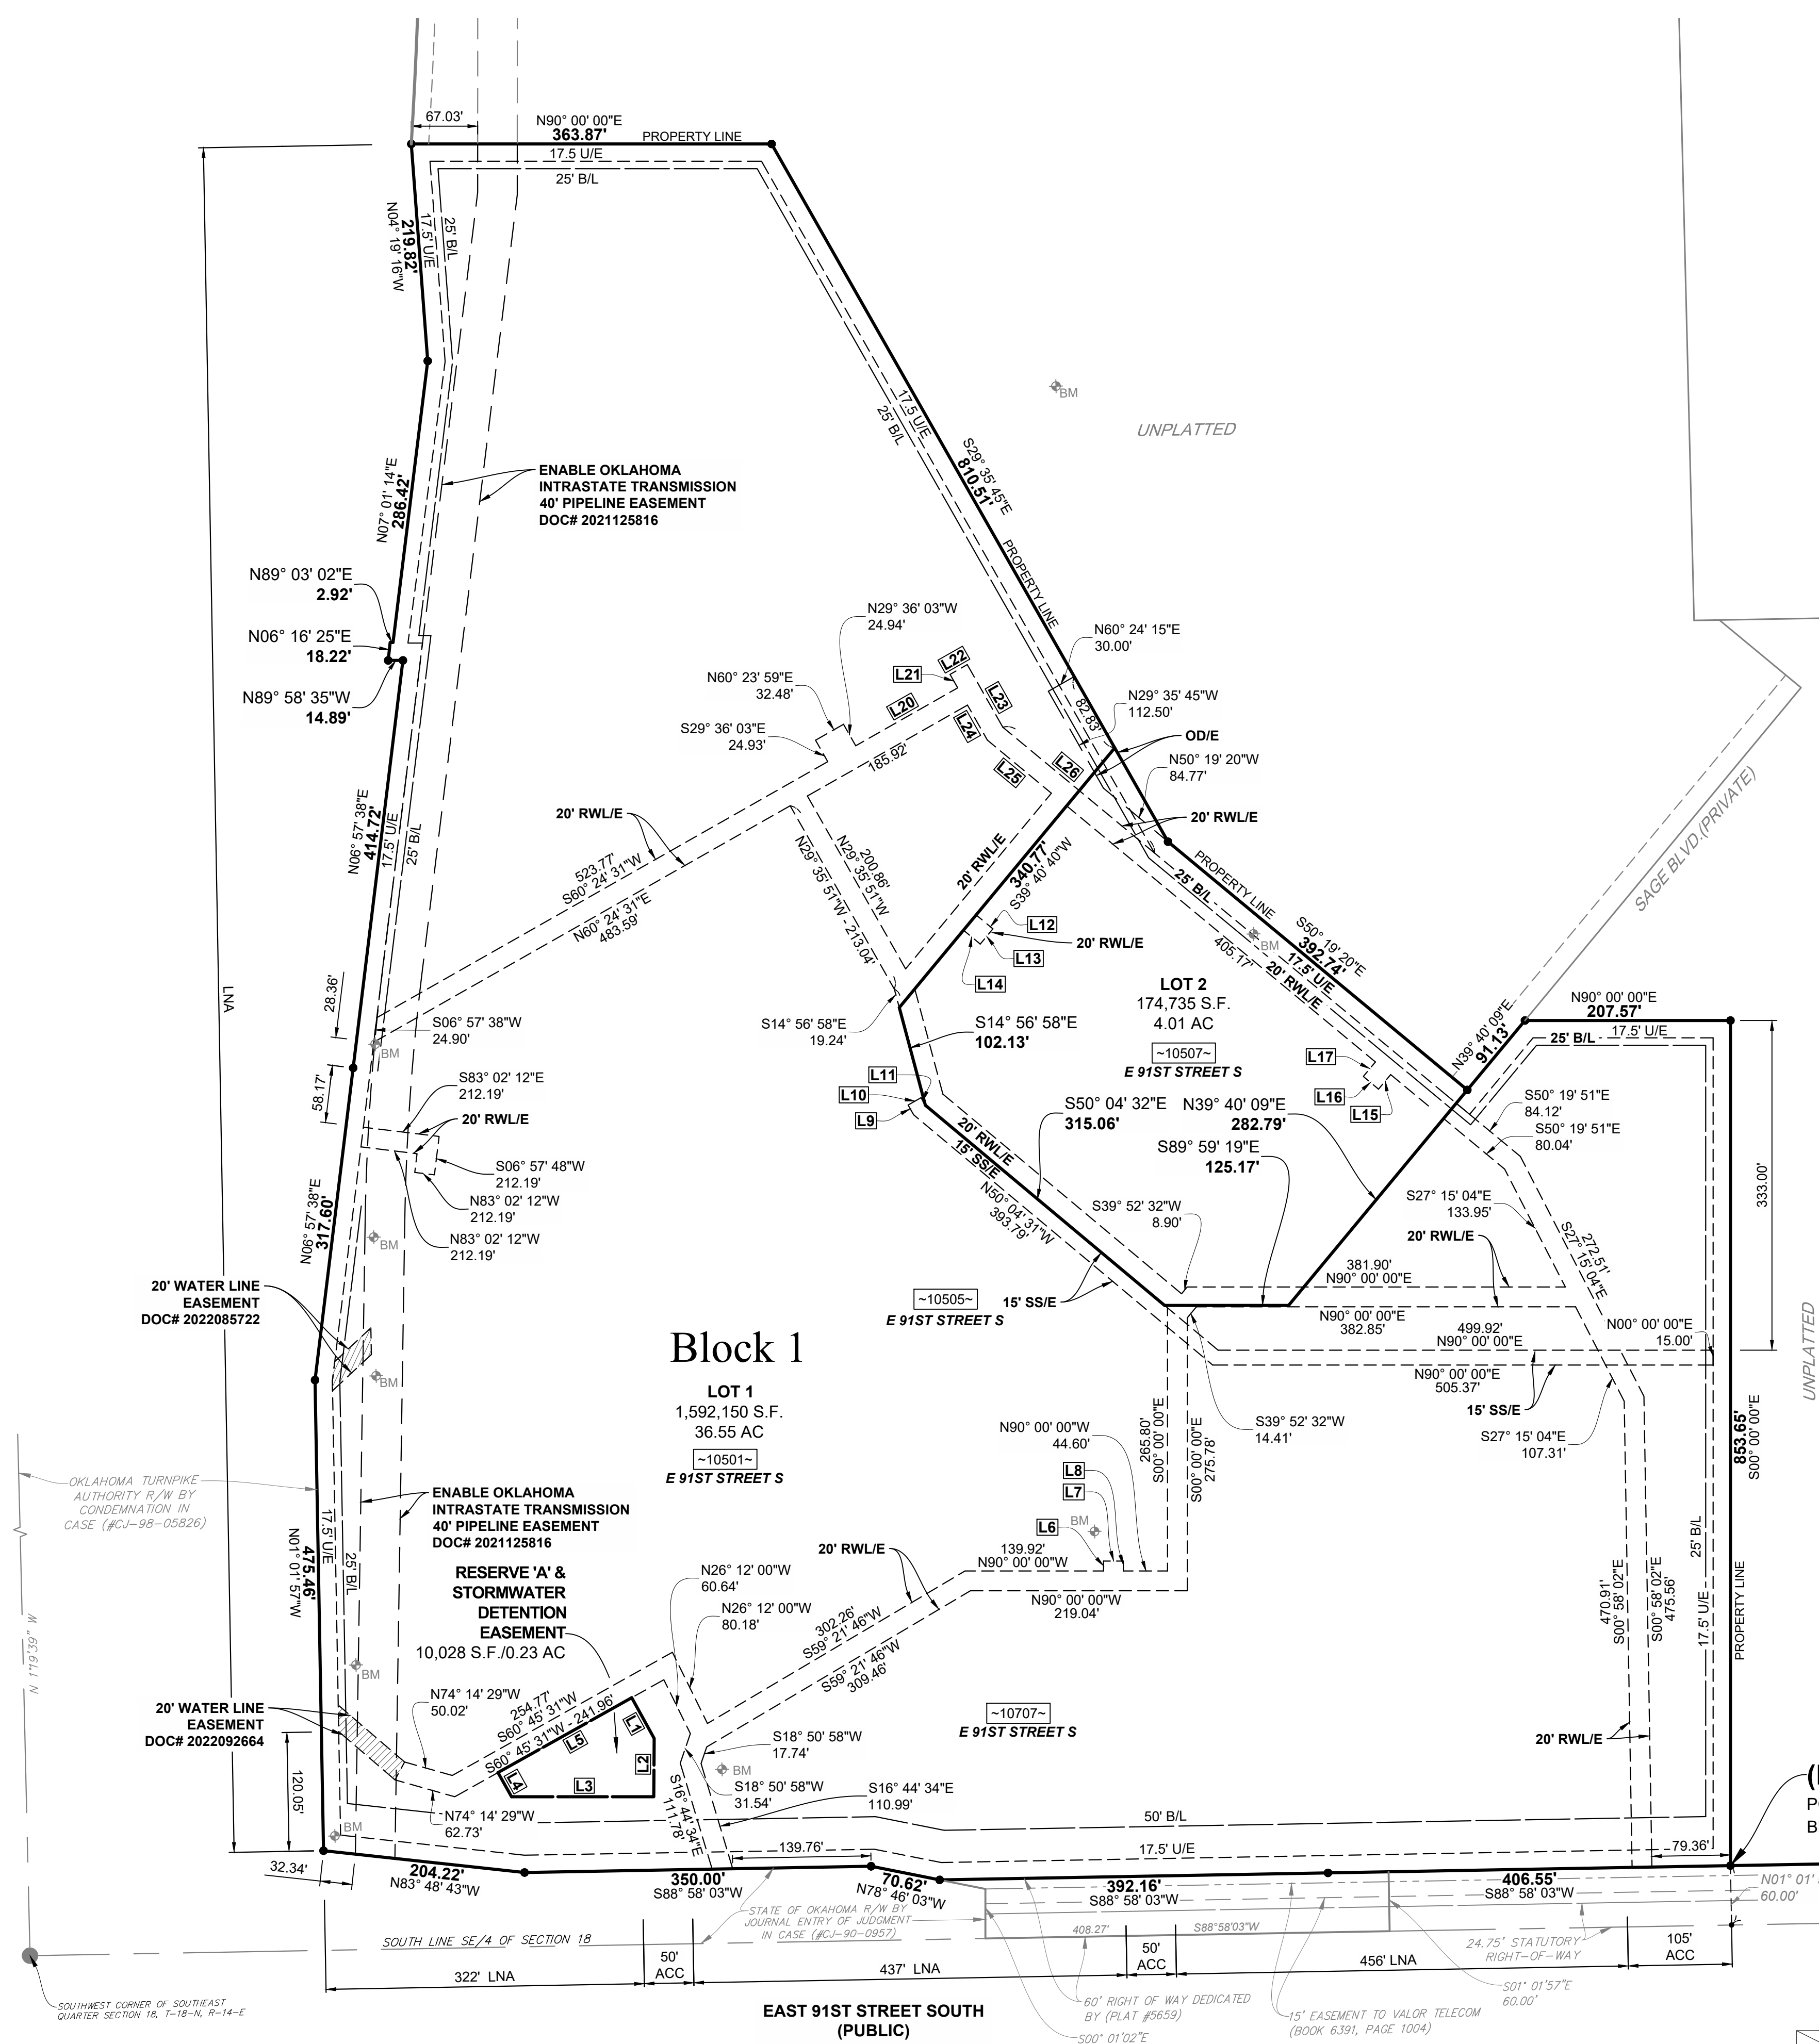 67.03'
N90° 00' 00"E
363.87'
PROPERTY LINE
17.5 U/E
25' B/L
N04° 19' 16"W
219.82'
17.5' U/E
25' B/L
BM
UNPLATTED
17.5 U/E
25' B/L
S29° 35' 45"E
810.51'
PROPERTY LINE
ENABLE OKLAHOMA
INTRASTATE TRANSMISSION
40' PIPELINE EASEMENT
DOC# 2021125816
N07° 01' 14"E
286.42'
N89° 03' 02"E
2.92'
N06° 16' 25"E
18.22'
N89° 58' 35"W
14.89'
N29° 36' 03"W
24.94'
N60° 24' 15"E
30.00'
L22
L21
N60° 23' 59"E
32.48'
L20
L23
N29° 35' 45"W
112.50'
82.83'
S29° 36' 03"E
24.93'
L24
OD/E
185.92'
L25
L26
N50° 19' 20"W
84.77'
20' RWL/E
20' RWL/E
N06° 57' 38"E
414.72'
17.5' U/E
25' B/L
LNA
523.77'
S60° 24' 31"W
N60° 24' 31"E
483.59'
200.86'
N29° 35' 51"W
N29° 35' 51"W - 213.04'
20' RWL/E
340.77'
S39° 40' 40"W
PROPERTY LINE
25' B/L
S50° 19' 20"E
392.74'
17.5' U/E
20' RWL/E
405.17'
BM
SAGE BLVD.(PRIVATE)
L12
20' RWL/E
L13
L14
LOT 2
174,735 S.F.
4.01 AC
~10507~
E 91ST STREET S
28.36'
S06° 57' 38"W
24.90'
BM
S14° 56' 58"E
19.24'
S14° 56' 58"E
102.13'
N39° 40' 09"E
91.13'
N90° 00' 00"E
207.57'
25' B/L
17.5' U/E
L17
L16
L15
58.17'
S83° 02' 12"E
212.19'
20' RWL/E
S06° 57' 48"W
212.19'
N83° 02' 12"W
212.19'
N83° 02' 12"W
212.19'
L11
L10
L9
S50° 04' 32"E
315.06'
N39° 40' 09"E
282.79'
S89° 59' 19"E
125.17'
S50° 19' 51"E
84.12'
S50° 19' 51"E
80.04'
333.00'
20' RWL/E
15' SS/E
N50° 04' 31"W
393.79'
S39° 52' 32"W
8.90'
S27° 15' 04"E
133.95'
272.51'
S27° 15' 04"E
N06° 57' 38"E
317.60'
BM
20' RWL/E
381.90'
N90° 00' 00"E
20' WATER LINE
EASEMENT
DOC# 2022085722
~10505~
E 91ST STREET S
15' SS/E
N90° 00' 00"E
382.85'
499.92'
N90° 00' 00"E
N00° 00' 00"E
15.00'
UNPLATTED
Block 1
BM
LOT 1
1,592,150 S.F.
36.55 AC
~10501~
E 91ST STREET S
N90° 00' 00"E
505.37'
15' SS/E
S39° 52' 32"W
14.41'
S27° 15' 04"E
107.31'
265.80'
S00° 00' 00"E
S00° 00' 00"E
275.78'
N90° 00' 00"W
44.60'
L8
L7
L6
BM
853.65'
S00° 00' 00"E
OKLAHOMA TURNPIKE
AUTHORITY R/W BY
CONDEMNATION IN
CASE (#CJ-98-05826)
ENABLE OKLAHOMA
INTRASTATE TRANSMISSION
40' PIPELINE EASEMENT
DOC# 2021125816
17.5' U/E
25' B/L
N01° 01' 57"W
475.46'
RESERVE 'A' &
STORMWATER
DETENTION
EASEMENT
10,028 S.F./0.23 AC
N26° 12' 00"W
60.64'
N26° 12' 00"W
80.18'
20' RWL/E
139.92'
N90° 00' 00"W
N90° 00' 00"W
219.04'
302.26'
S59° 21' 46"W
S59° 21' 46"W
309.46'
25' B/L
17.5' U/E
PROPERTY LINE
470.91'
S00° 58' 02"E
S00° 58' 02"E
475.56'
N 1°19'39" W
BM
20' WATER LINE
EASEMENT
DOC# 2022092664
N74° 14' 29"W
50.02'
254.77'
S60° 45' 31"W
S60° 45' 31"W - 241.96'
L1
L5
L2
L3
L4
~10707~
E 91ST STREET S
S18° 50' 58"W
17.74'
BM
S18° 50' 58"W
31.54'
S16° 44' 34"E
110.99'
S16° 44' 34"E
111.78'
20' RWL/E
120.05'
N74° 14' 29"W
62.73'
BM
50' B/L
139.76'
17.5' U/E
79.36'
32.34'
204.22'
N83° 48' 43"W
350.00'
S88° 58' 03"W
70.62'
N78° 46' 03"W
392.16'
S88° 58' 03"W
406.55'
S88° 58' 03"W
N01° 01'
60.00'
STATE OF OKAHOMA R/W BY
JOURNAL ENTRY OF JUDGMENT
IN CASE (#CJ-90-0957)
408.27'
S88°58'03"W
24.75' STATUTORY
RIGHT-OF-WAY
SOUTH LINE SE/4 OF SECTION 18
322' LNA
50'
ACC
437' LNA
50'
ACC
456' LNA
105'
ACC
S01° 01'57"E
60.00'
SOUTHWEST CORNER OF SOUTHEAST
QUARTER SECTION 18, T-18-N, R-14-E
EAST 91ST STREET SOUTH
(PUBLIC)
60' RIGHT OF WAY DEDICATED
BY (PLAT #5659)
15' EASEMENT TO VALOR TELECOM
(BOOK 6391, PAGE 1004)
S00° 01'02"E